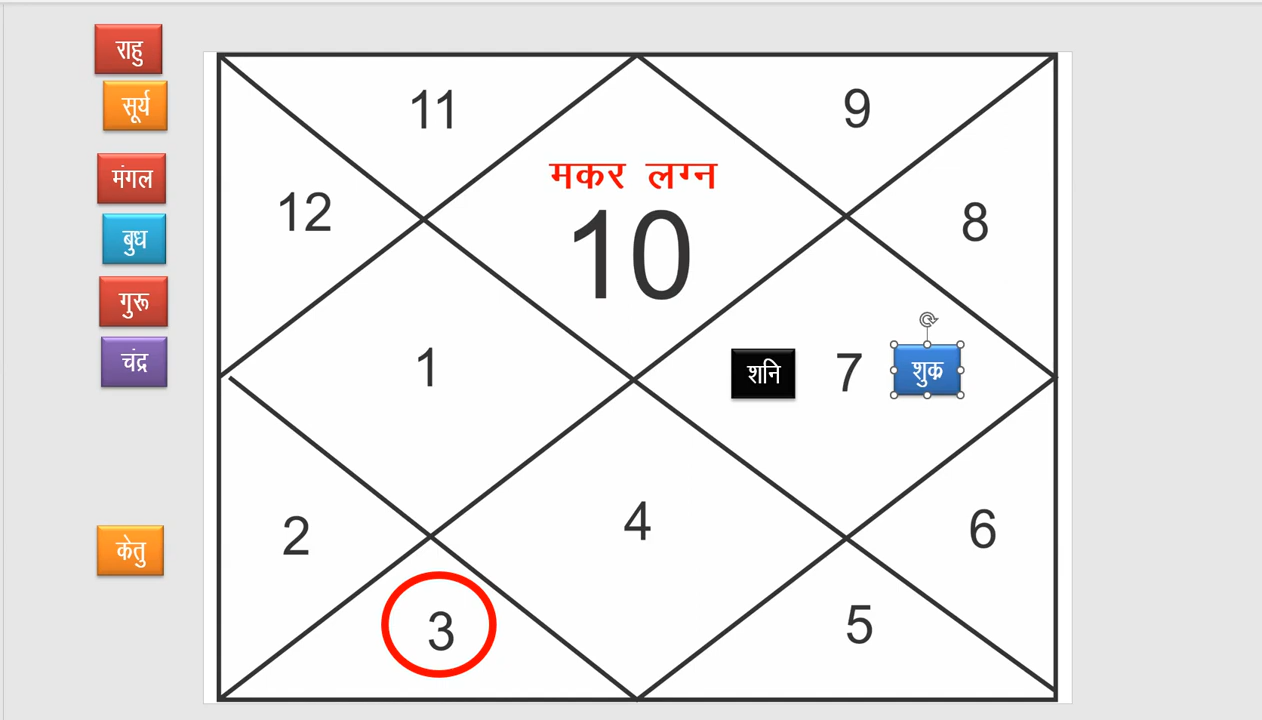 राहु
सूर्य
मंगल
बुध
गुरू
चंद्र
केतु
11
9
मकर लग्न
12
10
8
1
शनि 7 शुक्र
2
4
6
3
5